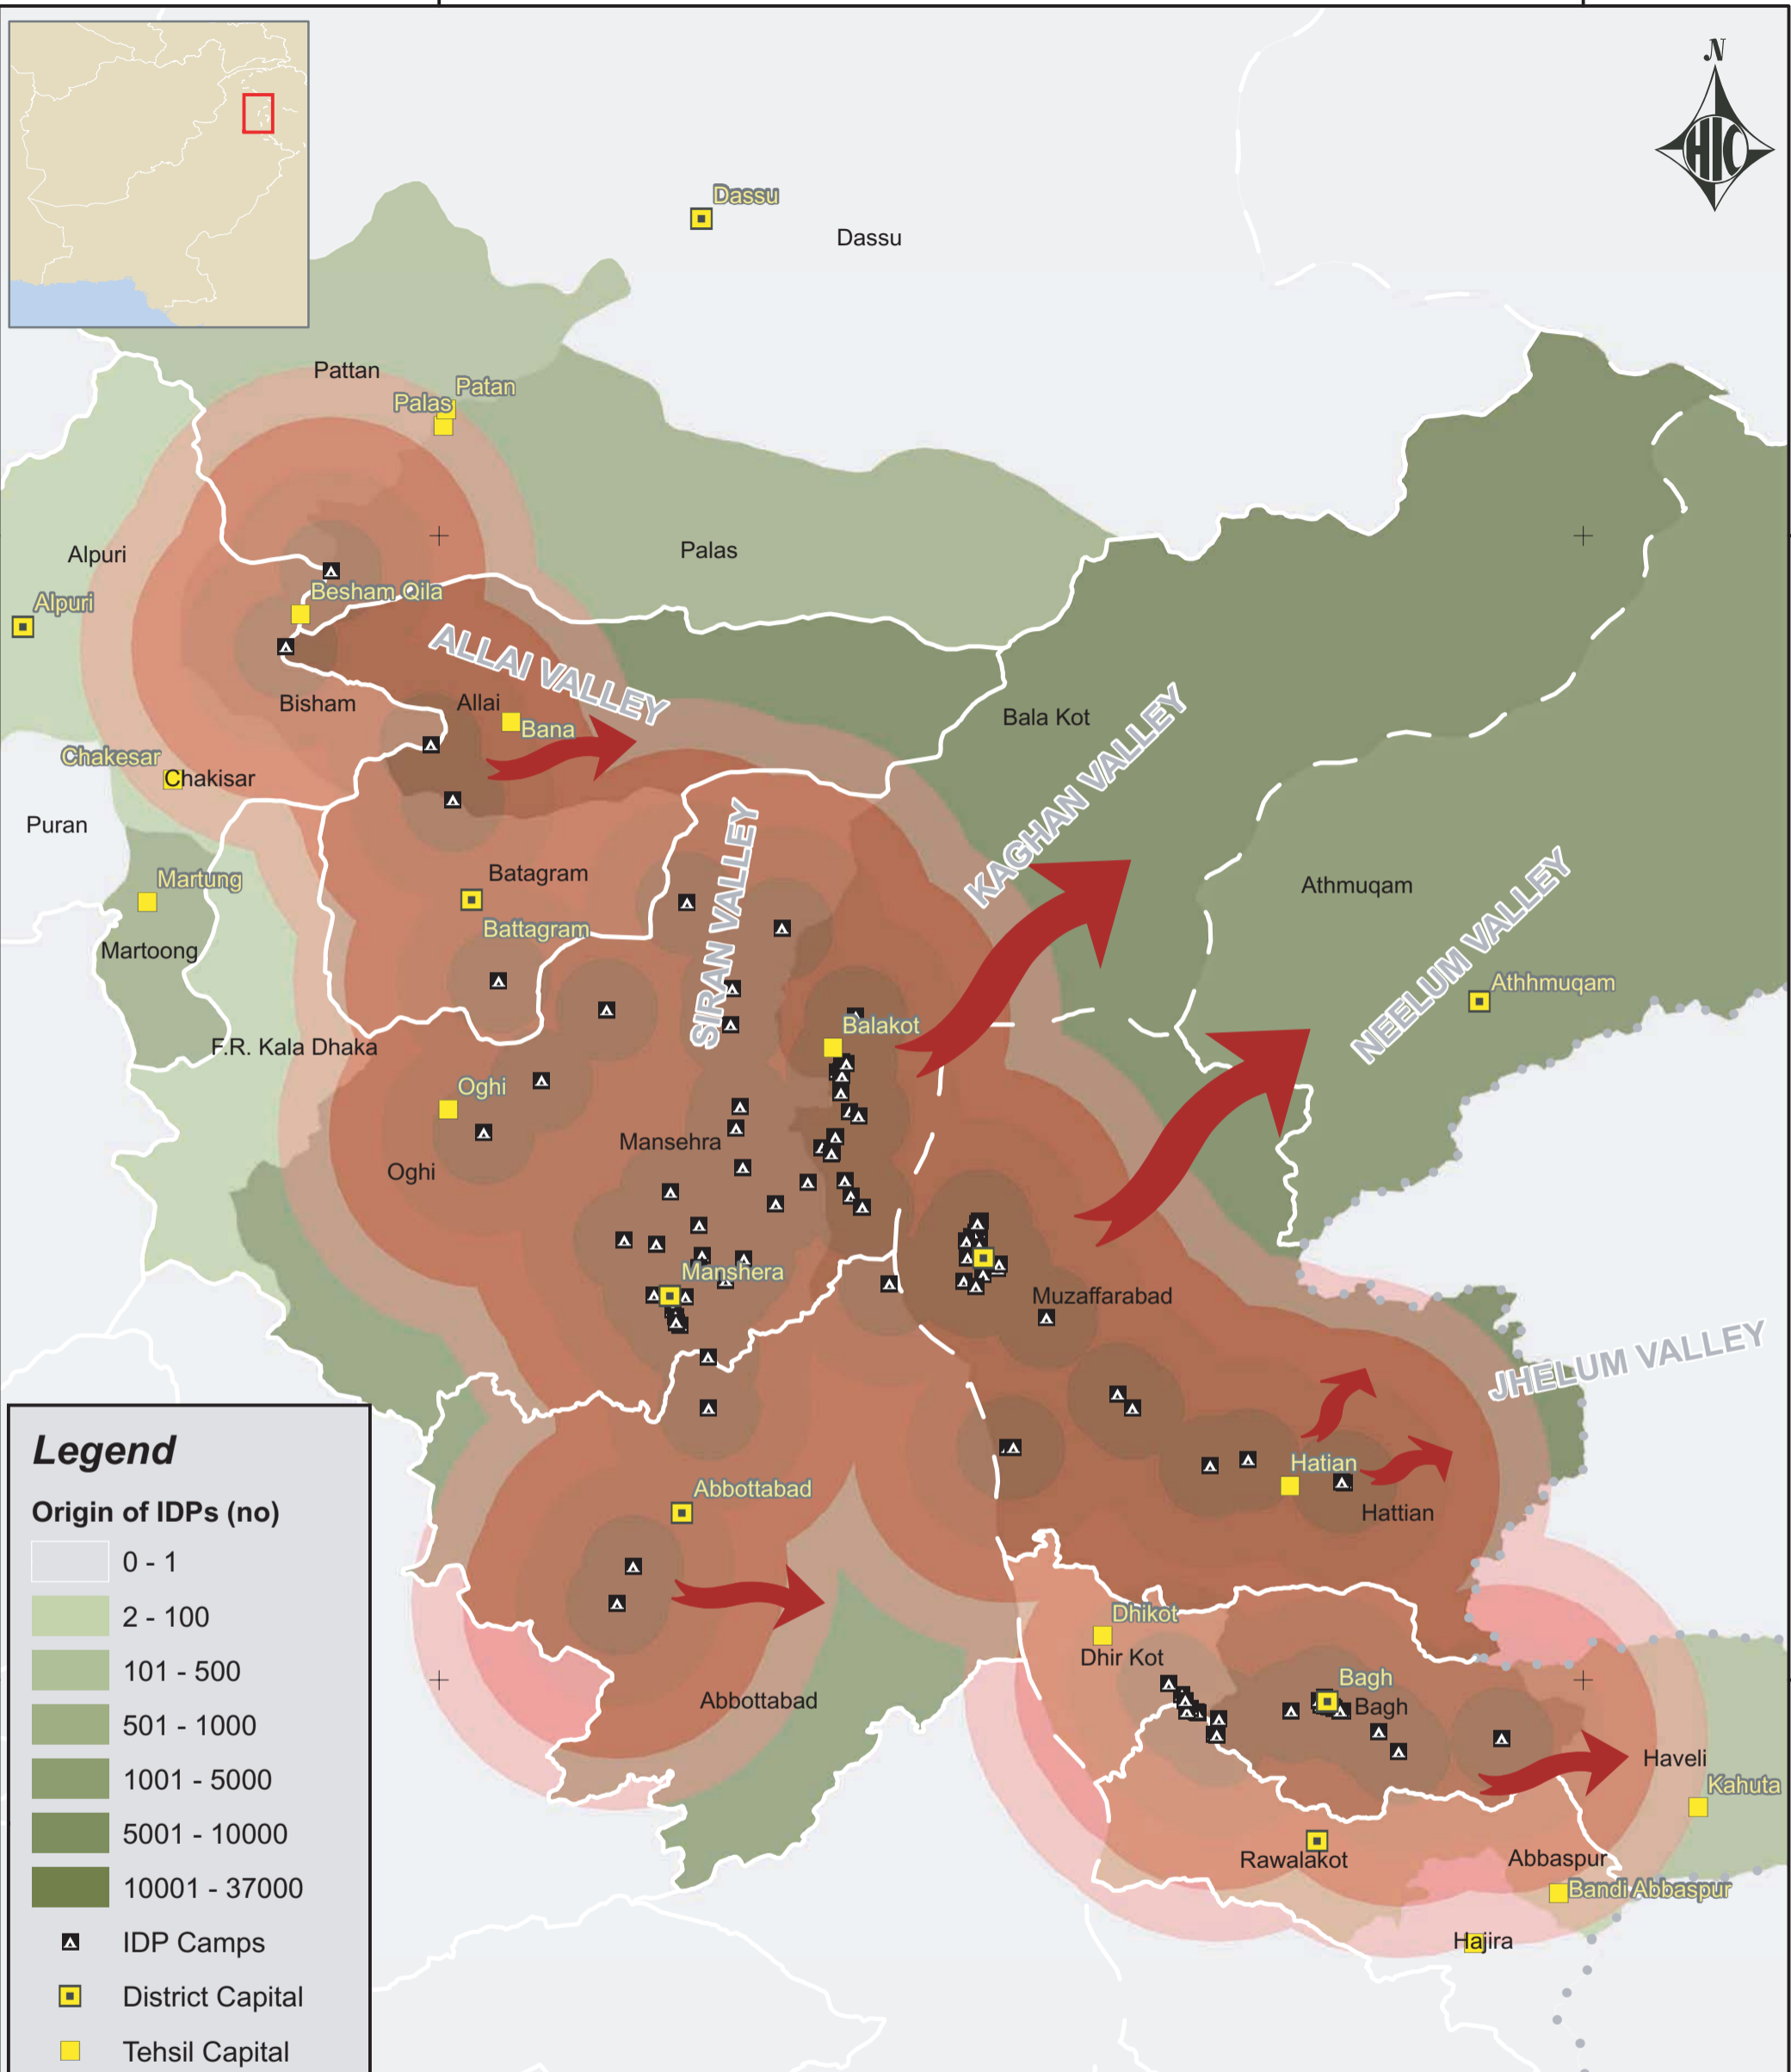 N
HIC
Dassu
Dassu
Pattan
Patan
Palas
Alpuri
Palas
Besham Qila
Alpuri
ALLAI VALLEY
Bisham
Allai
Bana
Bala Kot
KAGHAN VALLEY
Chakesar
Chakisar
Puran
SIRAN VALLEY
Martung
Batagram
Battagram
Athmuqam
NEELUM VALLEY
Martoong
Athhmuqam
Balakot
F.R. Kala Dhaka
Oghi
Mansehra
Oghi
Manshera
Muzaffarabad
JHELUM VALLEY
Hatian
Abbottabad
Hattian
Dhikot
Dhir Kot
Bagh
Abbottabad
Bagh
Haveli
Kahuta
Rawalakot
Abbaspur
Bandi Abbaspur
Hajira
Legend
Origin of IDPs (no)
0 - 1
2 - 100
101 - 500
501 - 1000
1001 - 5000
5001 - 10000
10001 - 37000
IDP Camps
District Capital
Tehsil Capital